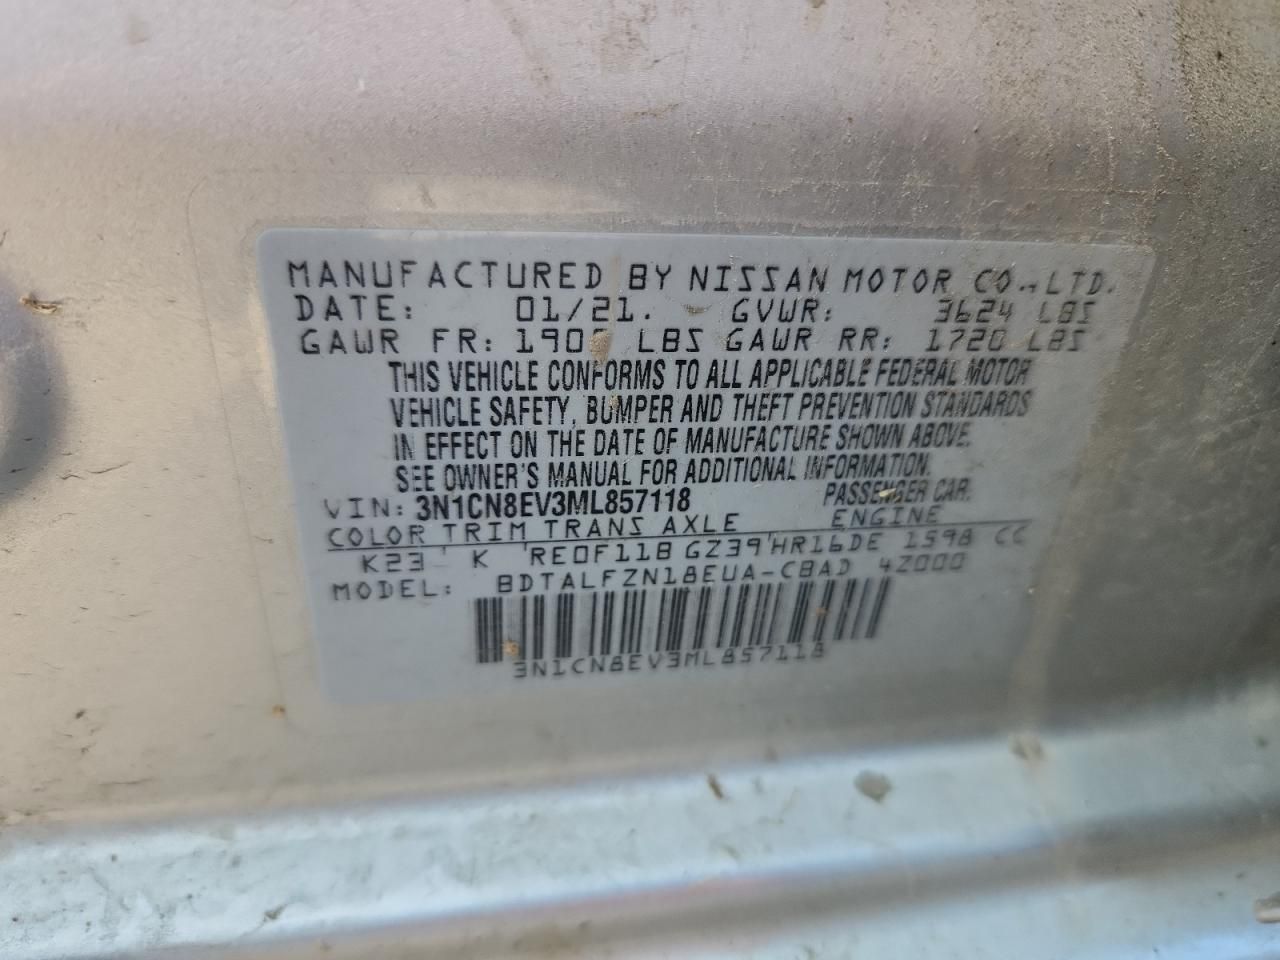 MANUFACTURED BY NISSAN MOTOR CO., LTD.
DATE: 01/21. GVWR: 3624 LBS
GAWR FR: LBS GAWR RR: 1720 LBS
THIS VEHICLE CONFORMS TO ALL APPLICABLE FEDERAL MOTOR
VEHICLE SAFETY, BUMPER AND THEFT PREVENTION STANDARDS
IN EFFECT ON THE DATE OF MANUFACTURE SHOWN ABOVE.
SEE OWNER'S MANUAL FOR ADDITIONAL INFORMATION.
VIN: 3N1CN8EV3ML857118 PASSENGER CAR.
COLOR TRIM TRANS AXLE ENGINE
K23 K RE0F11B GZ39 HR16DE 1598 CC
MODEL: BDTALFZN18EUA-CBAD 4Z000
3N1CN8EV3ML857118